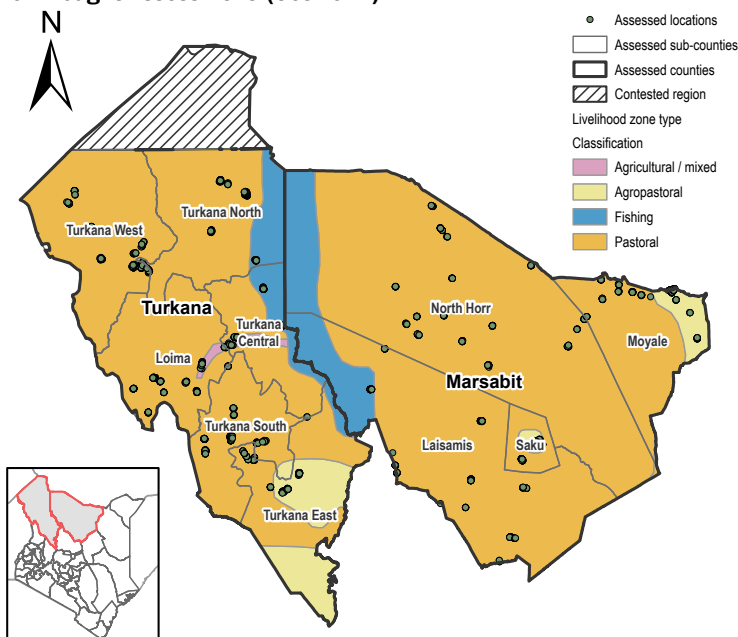 N
Assessed locations
Assessed sub-counties
Assessed counties
Contested region
Livelihood zone type
Classification
Agricultural / mixed
Agropastoral
Fishing
Pastoral
Turkana North
Turkana West
Turkana
Turkana
Central
Loima
North Horr
Moyale
Marsabit
Turkana South
Laisamis
Saku
Turkana East